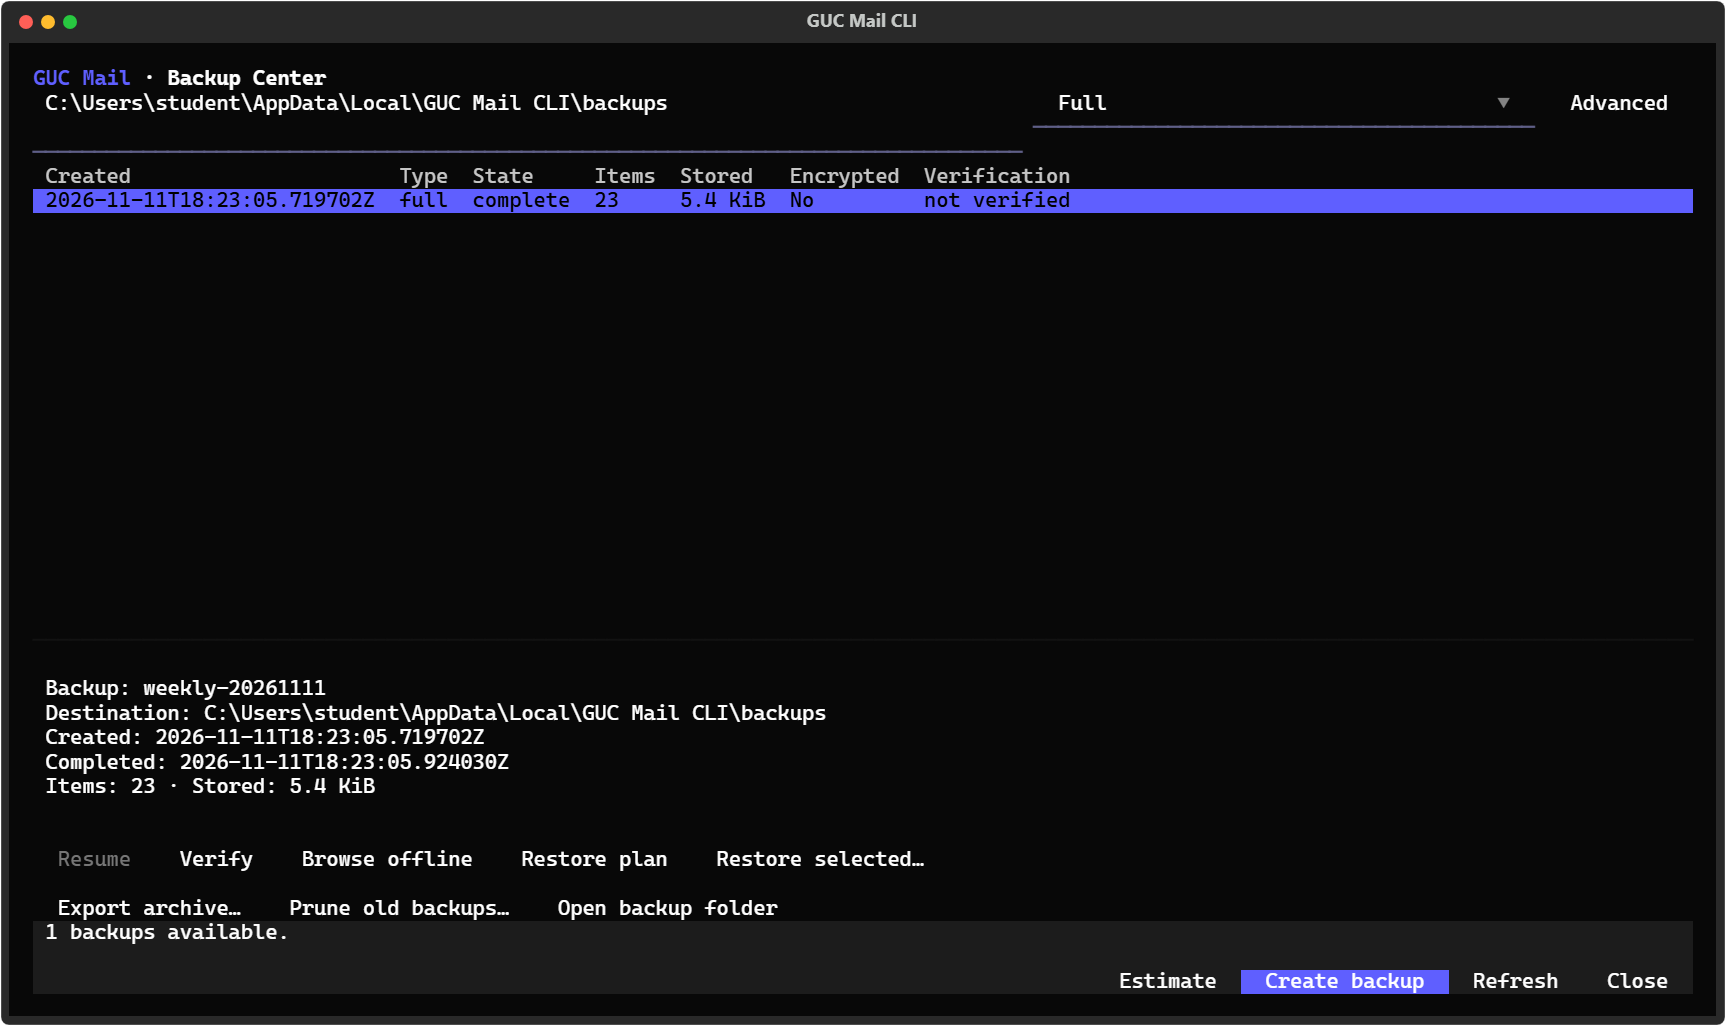 GUC Mail CLI
GUC Mail · Backup Center
C:\Users\student\AppData\Local\GUC Mail CLI\backups Full ▼ Advanced
Created Type State Items Stored Encrypted Verification
2026-11-11T18:23:05.719702Z full complete 23 5.4 KiB No not verified
Backup: weekly-20261111
Destination: C:\Users\student\AppData\Local\GUC Mail CLI\backups
Created: 2026-11-11T18:23:05.719702Z
Completed: 2026-11-11T18:23:05.924030Z
Items: 23 · Stored: 5.4 KiB
Resume Verify Browse offline Restore plan Restore selected…
Export archive… Prune old backups… Open backup folder
1 backups available.
Estimate Create backup Refresh Close